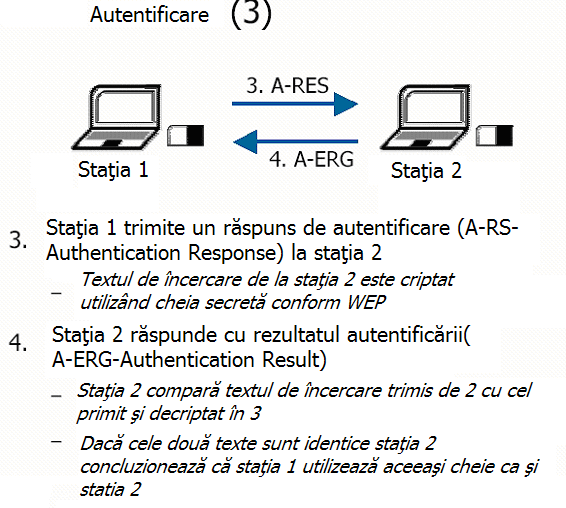 Autentificare (3)
3. A-RES
4. A-ERG
Staţia 1
Staţia 2
3. Staţia 1 trimite un răspuns de autentificare (A-RS-
Authentication Response) la staţia 2
_ Textul de încercare de la staţia 2 este criptat
utilizând cheia secretă conform WEP
4. Staţia 2 răspunde cu rezultatul autentificării(
A-ERG-Authentication Result)
_ Staţia 2 compară textul de încercare trimis de 2 cu cel
primit şi decriptat în 3
– Dacă cele două texte sunt identice staţia 2
concluzionează că staţia 1 utilizează aceeaşi cheie ca şi
statia 2